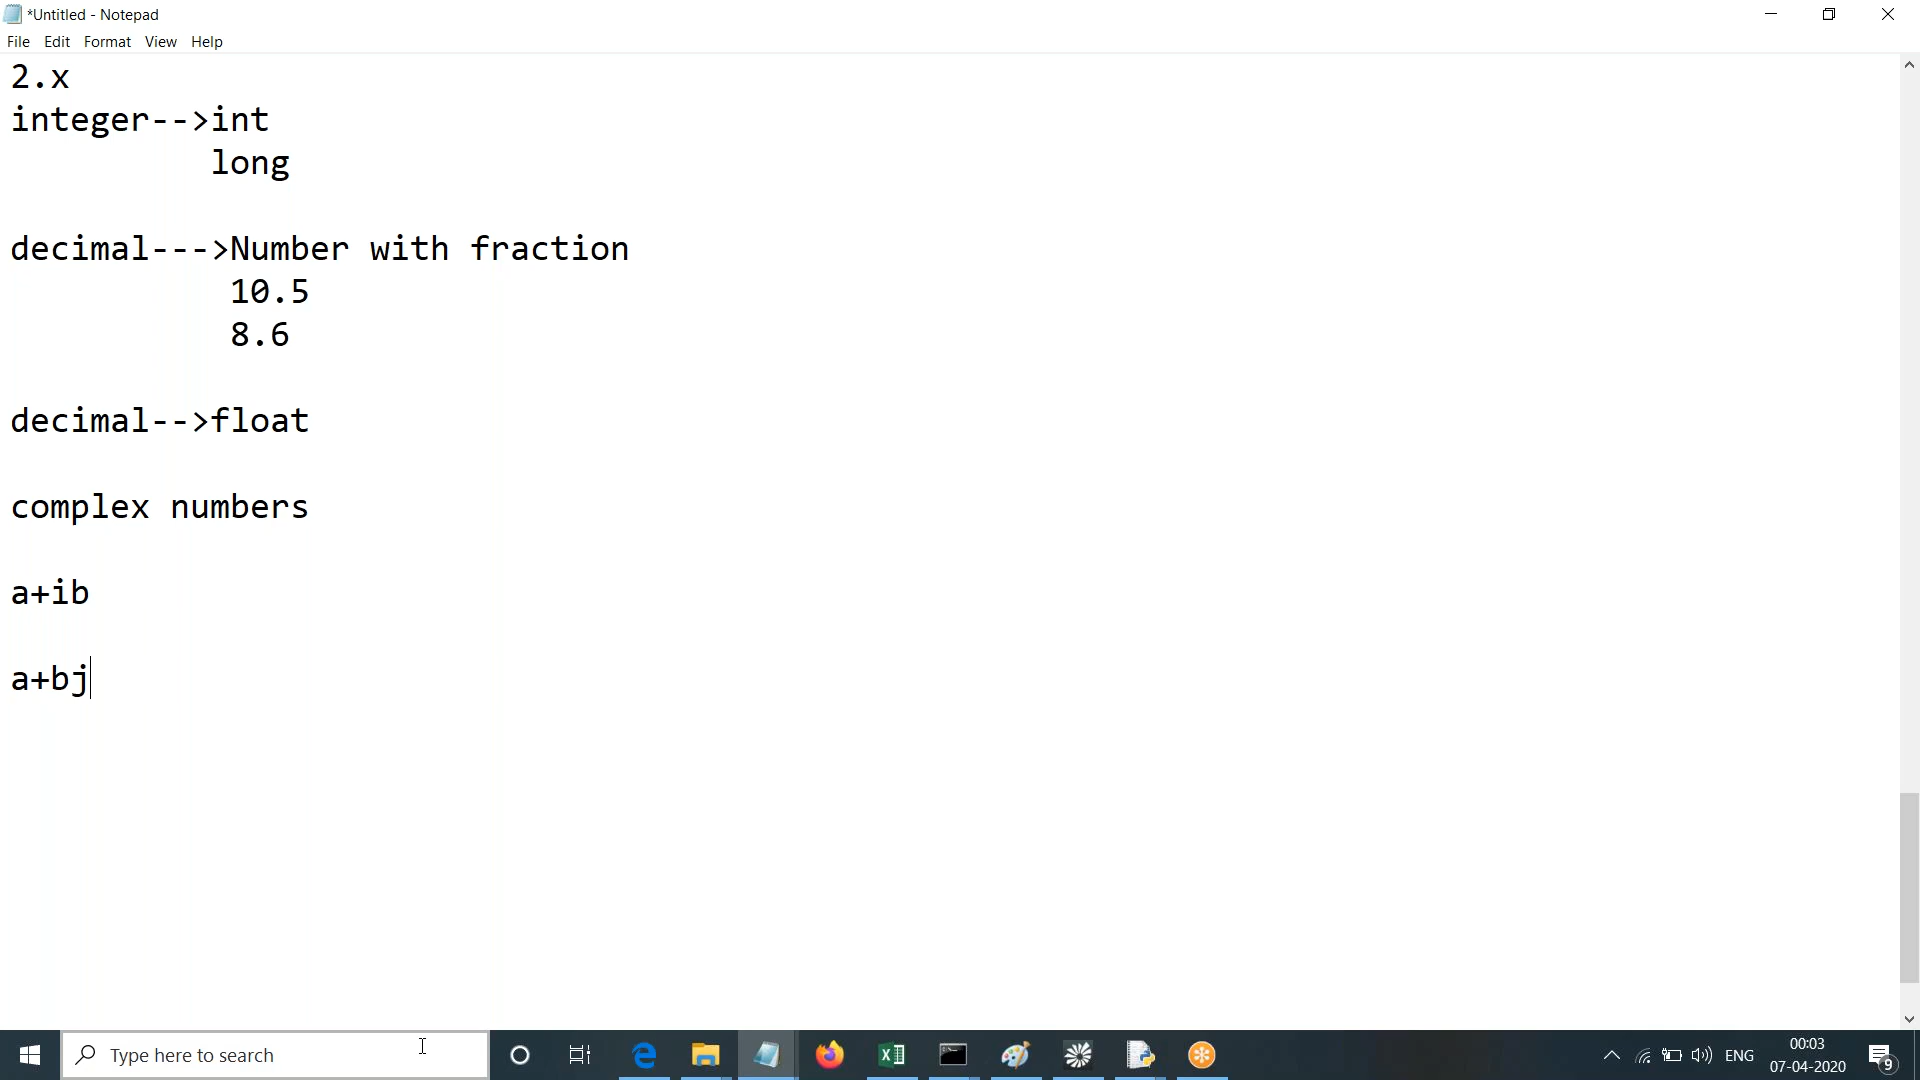 *Untitled - Notepad
File Edit Format View Help
2.x
integer-->int
long
decimal--->Number with fraction
10.5
8.6
decimal-->float
complex numbers
a+ib
a+bj
Type here to search
ENG
00:03
07-04-2020
9